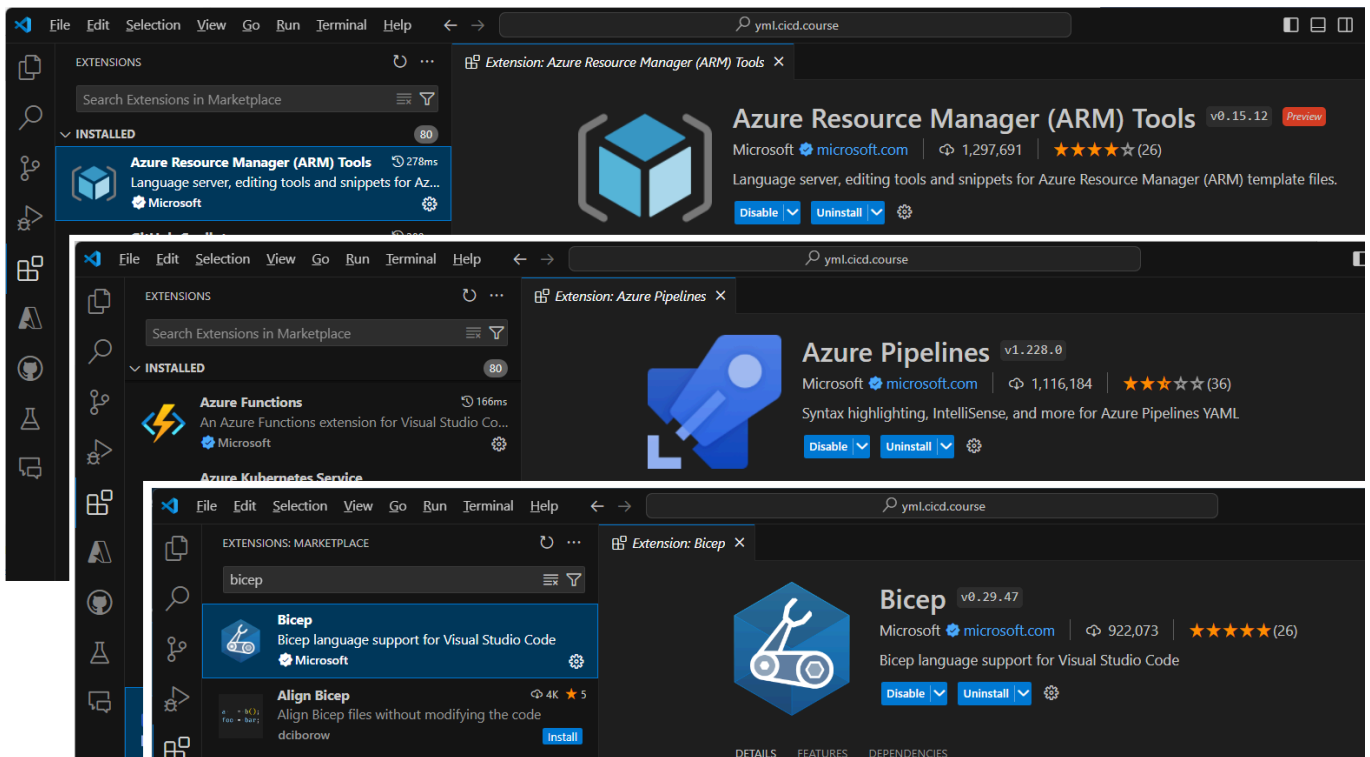 File Edit Selection View Go Run Terminal Help yml.cicd.course
EXTENSIONS
Extension: Azure Resource Manager (ARM) Tools
Search Extensions in Marketplace
INSTALLED 80
Azure Resource Manager (ARM) Tools 278ms
Language server, editing tools and snippets for Az...
Microsoft
Azure Resource Manager (ARM) Tools v0.15.12 Preview
Microsoft microsoft.com 1,297,691 (26)
Language server, editing tools and snippets for Azure Resource Manager (ARM) template files.
Disable Uninstall
File Edit Selection View Go Run Terminal Help yml.cicd.course
EXTENSIONS
Extension: Azure Pipelines
Search Extensions in Marketplace
INSTALLED 80
Azure Functions 166ms
An Azure Functions extension for Visual Studio Co...
Microsoft
Azure Kubernetes Service
Azure Pipelines v1.228.0
Microsoft microsoft.com 1,116,184 (36)
Syntax highlighting, IntelliSense, and more for Azure Pipelines YAML
Disable Uninstall
File Edit Selection View Go Run Terminal Help yml.cicd.course
EXTENSIONS: MARKETPLACE
Extension: Bicep
bicep
Bicep
Bicep language support for Visual Studio Code
Microsoft
Align Bicep 4K 5
Align Bicep files without modifying the code
dciborow Install
a = b();
foo = bar;
Bicep v0.29.47
Microsoft microsoft.com 922,073 (26)
Bicep language support for Visual Studio Code
Disable Uninstall
DETAILS FEATURES DEPENDENCIES